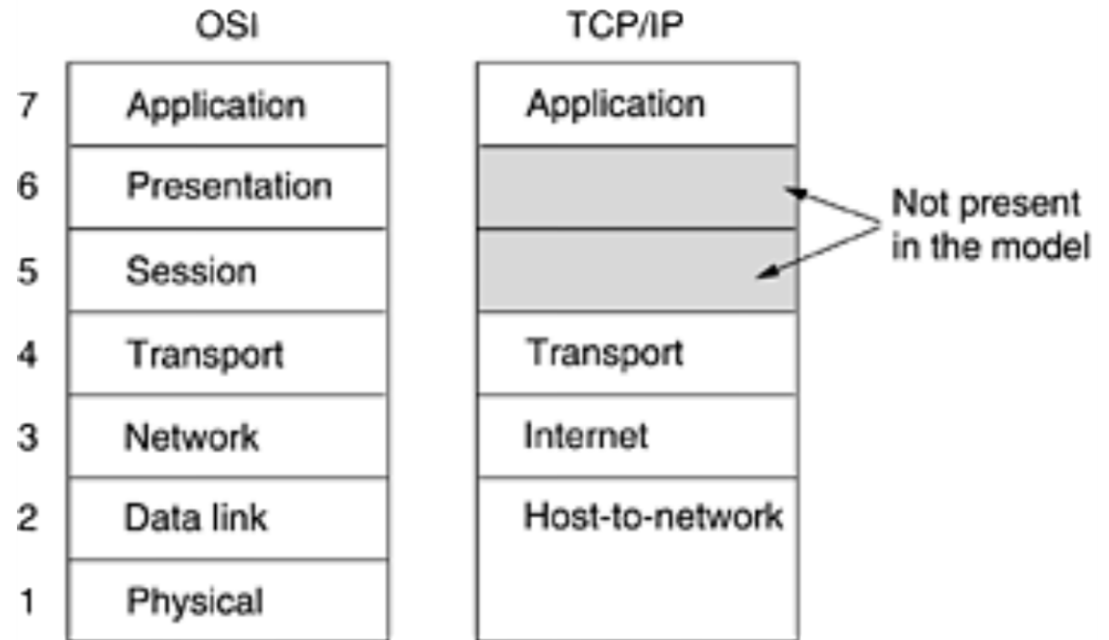 OSI
TCP/IP
7 Application Application
6 Presentation
5 Session
Not present
in the model
4 Transport Transport
3 Network Internet
2 Data link Host-to-network
1 Physical